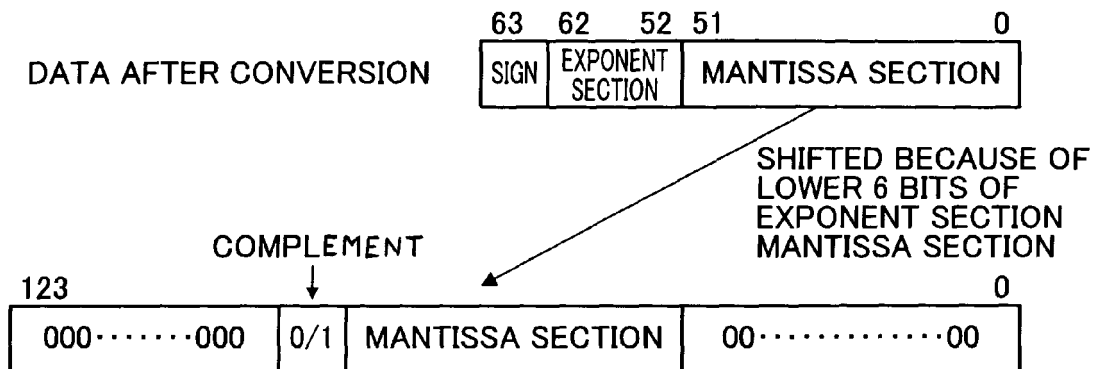 63 62 52 51 0
DATA AFTER CONVERSION SIGN EXPONENT SECTION MANTISSA SECTION
SHIFTED BECAUSE OF
LOWER 6 BITS OF
EXPONENT SECTION
MANTISSA SECTION
COMPLEMENT
123 0
000·······000 0/1 MANTISSA SECTION 00·············00